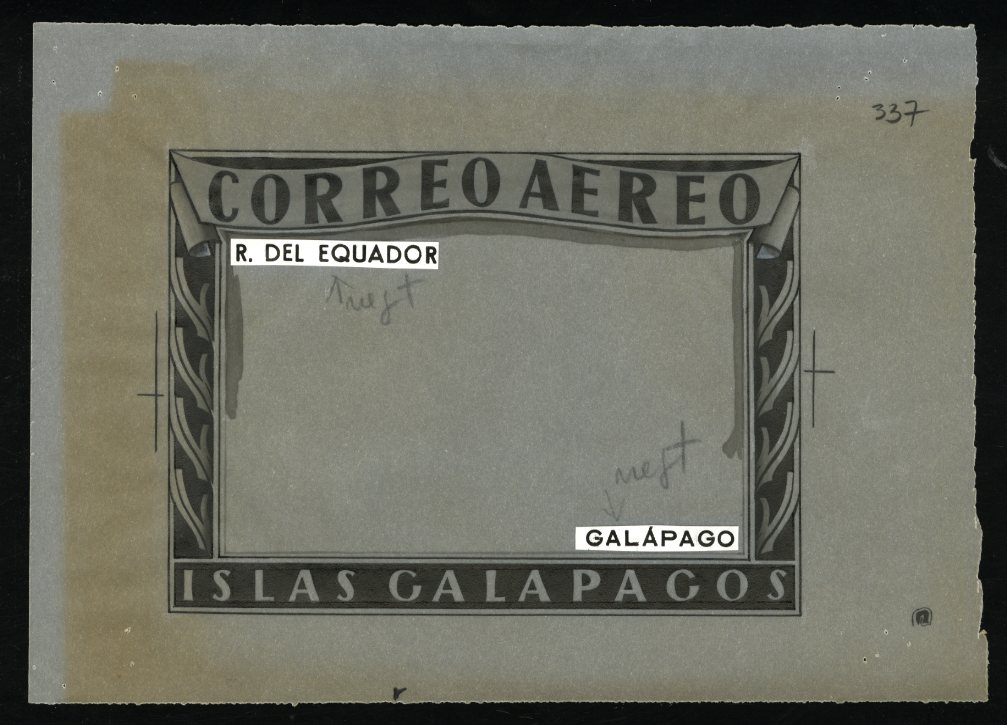 337
CORREO AEREO
R. DEL EQUADOR
GALÁPAGO
ISLAS GALAPAGOS